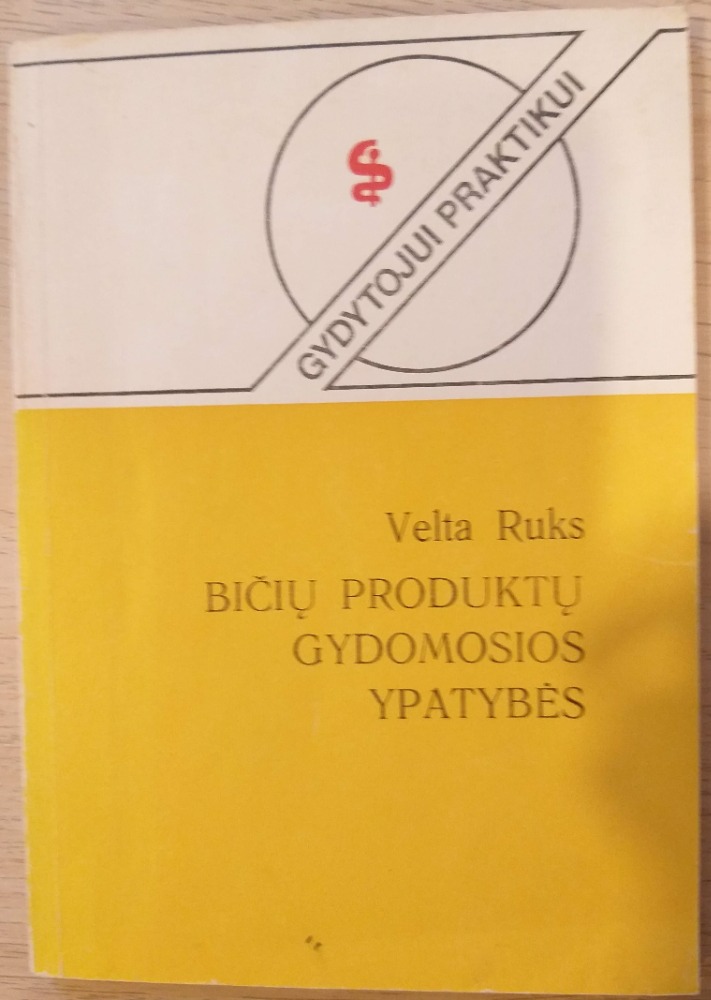 GYDYTOJUI PRAKTIKUI
Velta Ruks
BIČIŲ PRODUKTŲ
GYDOMOSIOS
YPATYBĖS